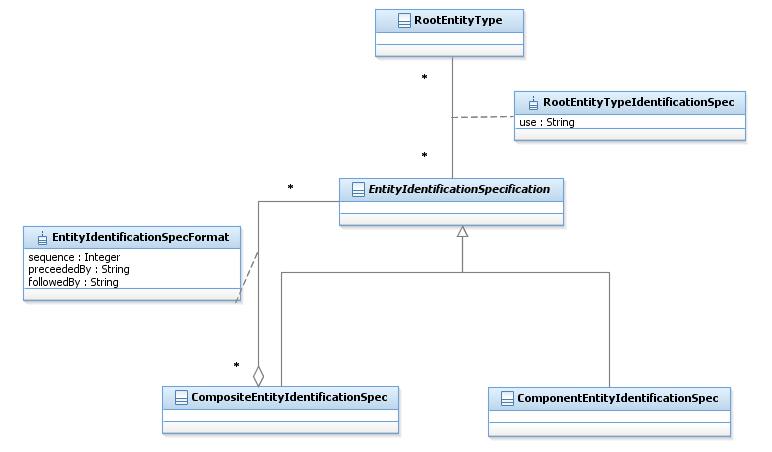 RootEntityType
*
RootEntityTypeIdentificationSpec
use : String
*
EntityIdentificationSpecification
*
EntityIdentificationSpecFormat
sequence : Integer
preceededBy : String
followedBy : String
*
CompositeEntityIdentificationSpec
ComponentEntityIdentificationSpec